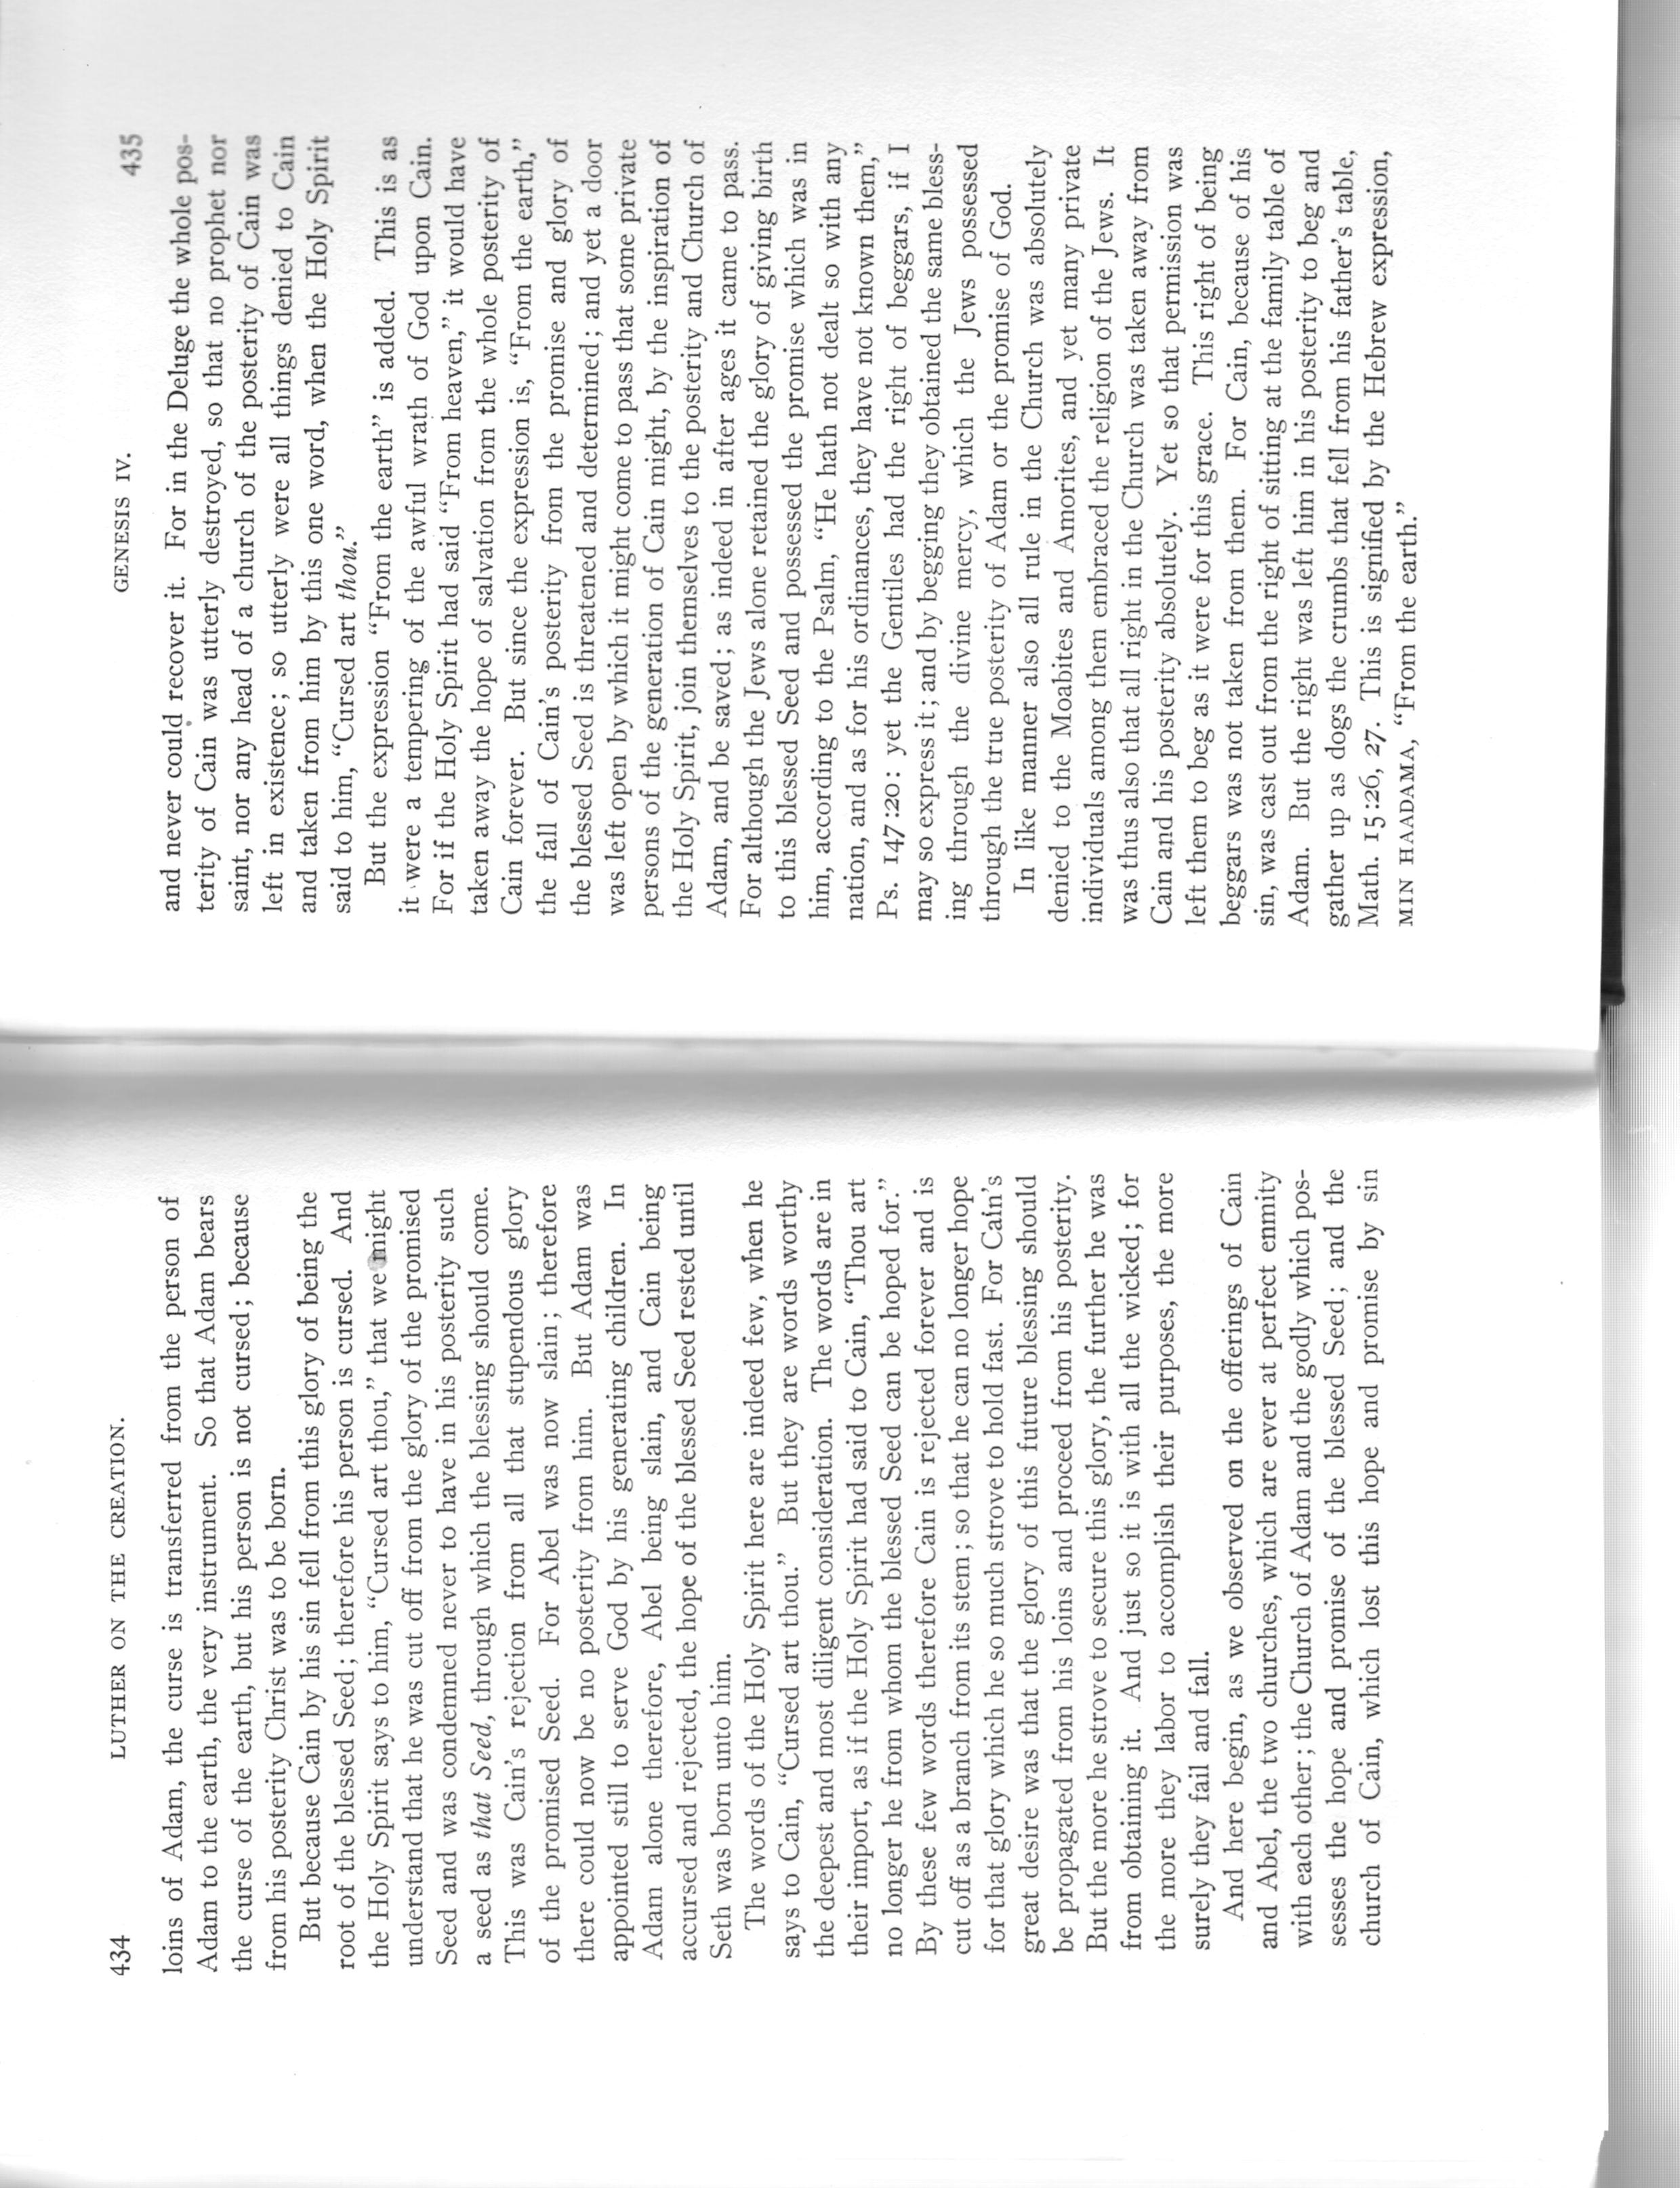 434 LUTHER ON THE CREATION.
loins of Adam, the curse is transferred from the person of
Adam to the earth, the very instrument. So that Adam bears
the curse of the earth, but his person is not cursed; because
from his posterity Christ was to be born.
But because Cain by his sin fell from this glory of being the
root of the blessed Seed; therefore his person is cursed. And
the Holy Spirit says to him, “Cursed art thou,” that we might
understand that he was cut off from the glory of the promised
Seed and was condemned never to have in his posterity such
a seed as that Seed, through which the blessing should come.
This was Cain's rejection from all that stupendous glory
of the promised Seed. For Abel was now slain; therefore
there could now be no posterity from him. But Adam was
appointed still to serve God by his generating children. In
Adam alone therefore, Abel being slain, and Cain being
accursed and rejected, the hope of the blessed Seed rested until
Seth was born unto him.
The words of the Holy Spirit here are indeed few, when he
says to Cain, “Cursed art thou.” But they are words worthy
the deepest and most diligent consideration. The words are in
their import, as if the Holy Spirit had said to Cain, “Thou art
no longer he from whom the blessed Seed can be hoped for.”
By these few words therefore Cain is rejected forever and is
cut off as a branch from its stem; so that he can no longer hope
for that glory which he so much strove to hold fast. For Cain's
great desire was that the glory of this future blessing should
be propagated from his loins and proceed from his posterity.
But the more he strove to secure this glory, the further he was
from obtaining it. And just so it is with all the wicked; for
the more they labor to accomplish their purposes, the more
surely they fail and fall.
And here begin, as we observed on the offerings of Cain
and Abel, the two churches, which are ever at perfect enmity
with each other; the Church of Adam and the godly which pos-
sesses the hope and promise of the blessed Seed; and the
church of Cain, which lost this hope and promise by sin
GENESIS IV. 435
and never could recover it. For in the Deluge the whole pos-
terity of Cain was utterly destroyed, so that no prophet nor
saint, nor any head of a church of the posterity of Cain was
left in existence; so utterly were all things denied to Cain
and taken from him by this one word, when the Holy Spirit
said to him, “Cursed art thou.”
But the expression “From the earth” is added. This is as
it were a tempering of the awful wrath of God upon Cain.
For if the Holy Spirit had said “From heaven,” it would have
taken away the hope of salvation from the whole posterity of
Cain forever. But since the expression is, “From the earth,”
the fall of Cain's posterity from the promise and glory of
the blessed Seed is threatened and determined; and yet a door
was left open by which it might come to pass that some private
persons of the generation of Cain might, by the inspiration of
the Holy Spirit, join themselves to the posterity and Church of
Adam, and be saved; as indeed in after ages it came to pass.
For although the Jews alone retained the glory of giving birth
to this blessed Seed and possessed the promise which was in
him, according to the Psalm, “He hath not dealt so with any
nation, and as for his ordinances, they have not known them,”
Ps. 147:20: yet the Gentiles had the right of beggars, if I
may so express it; and by begging they obtained the same bless-
ing through the divine mercy, which the Jews possessed
through the true posterity of Adam or the promise of God.
In like manner also all rule in the Church was absolutely
denied to the Moabites and Amorites, and yet many private
individuals among them embraced the religion of the Jews. It
was thus also that all right in the Church was taken away from
Cain and his posterity absolutely. Yet so that permission was
left them to beg as it were for this grace. This right of being
beggars was not taken from them. For Cain, because of his
sin, was cast out from the right of sitting at the family table of
Adam. But the right was left him in his posterity to beg and
gather up as dogs the crumbs that fell from his father's table,
Math. 15:26, 27. This is signified by the Hebrew expression,
MIN HAADAMA, “From the earth.”